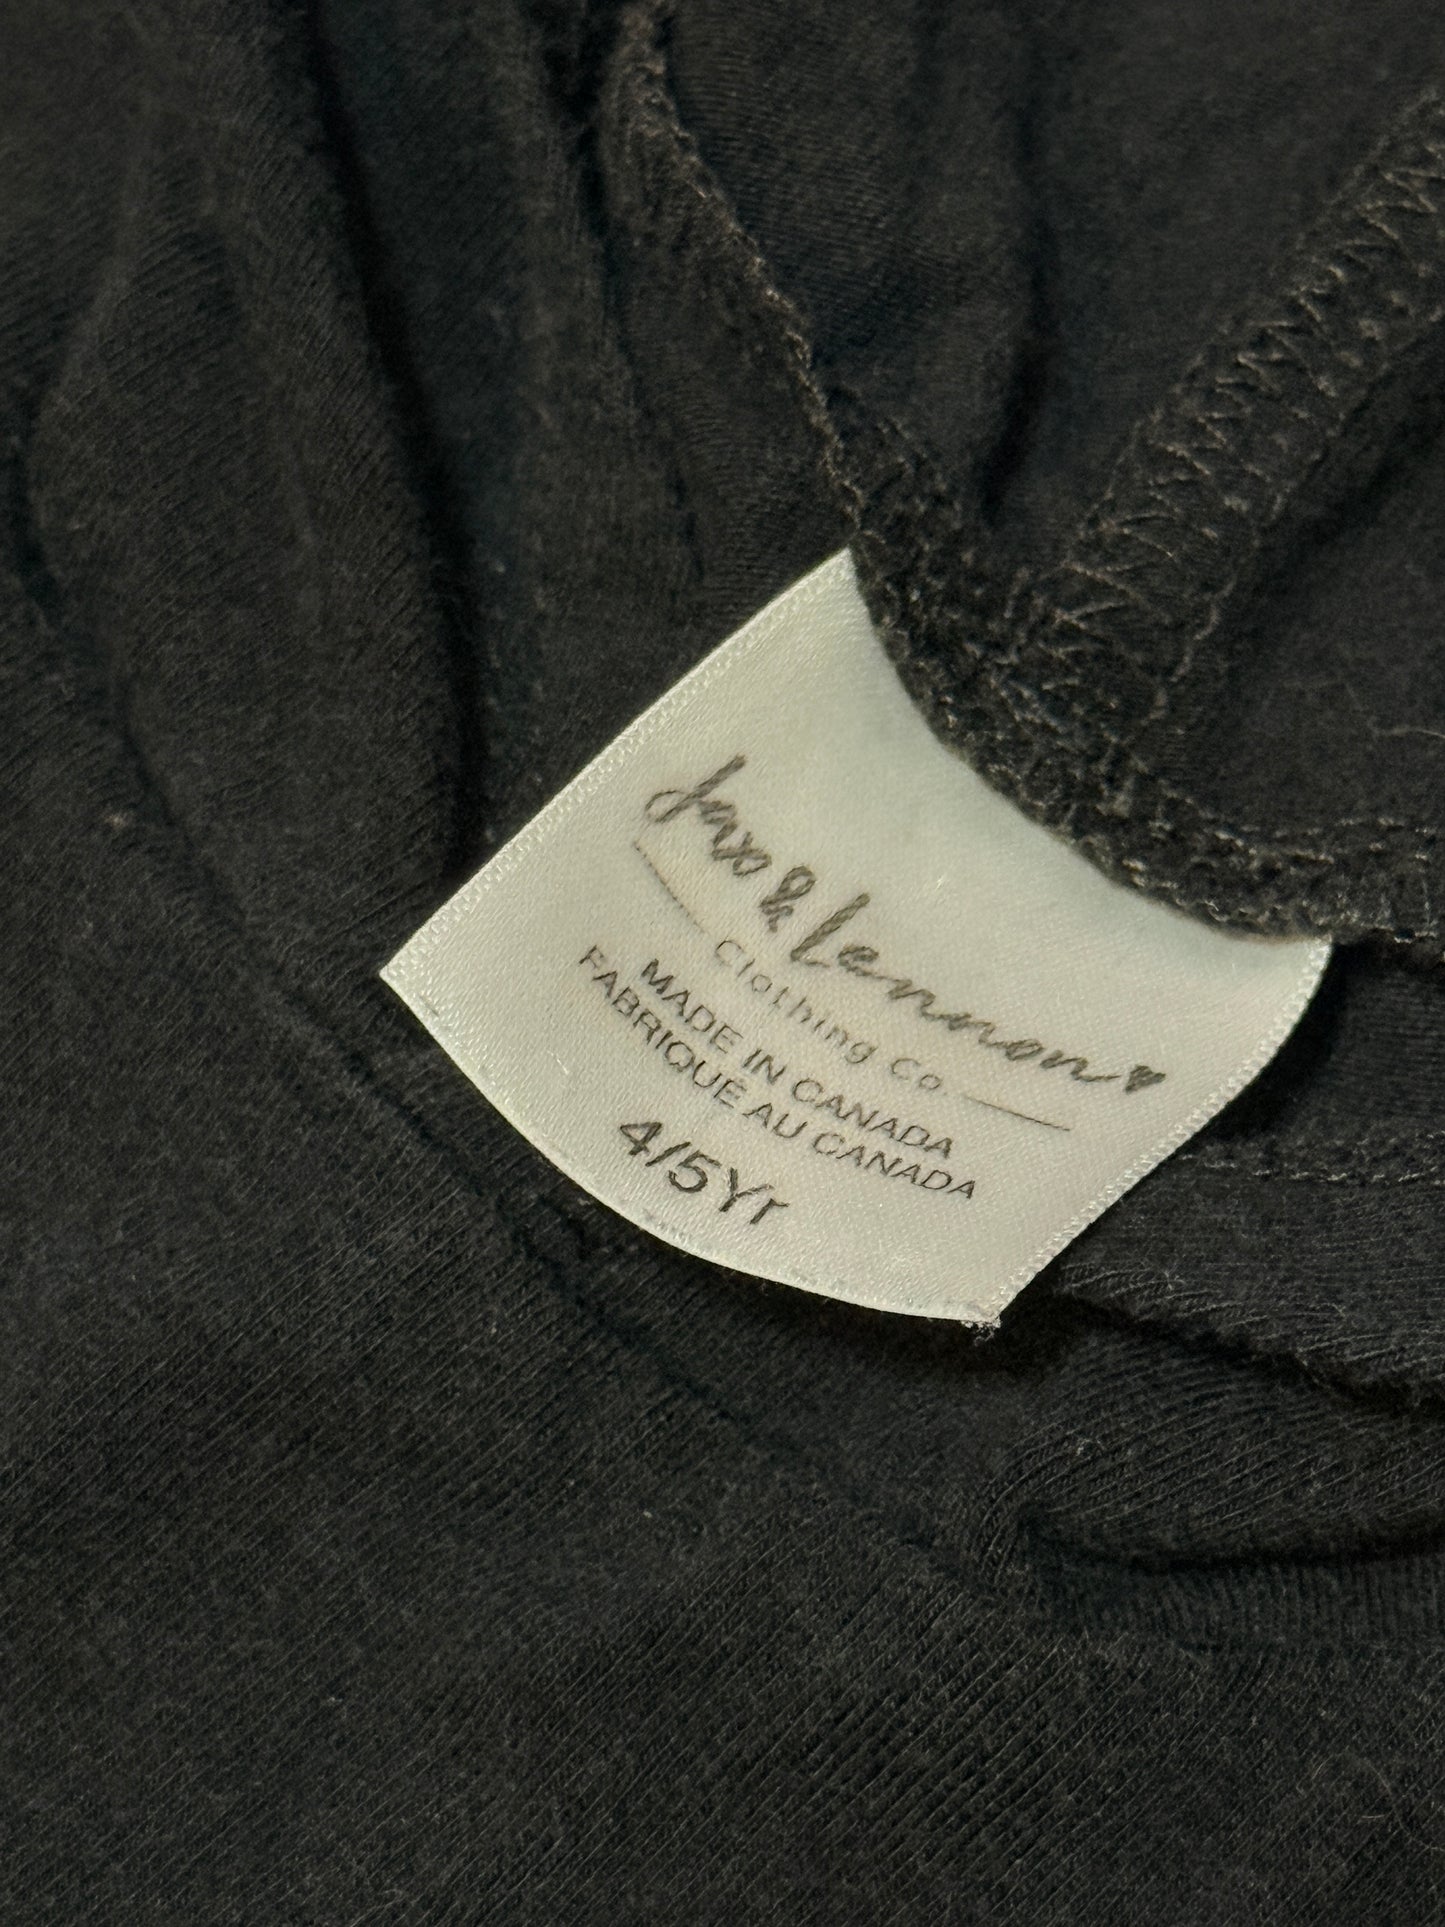 Jax & Lennon♥
Clothing Co.
MADE IN CANADA
FABRIQUÉ AU CANADA
4/5Yr